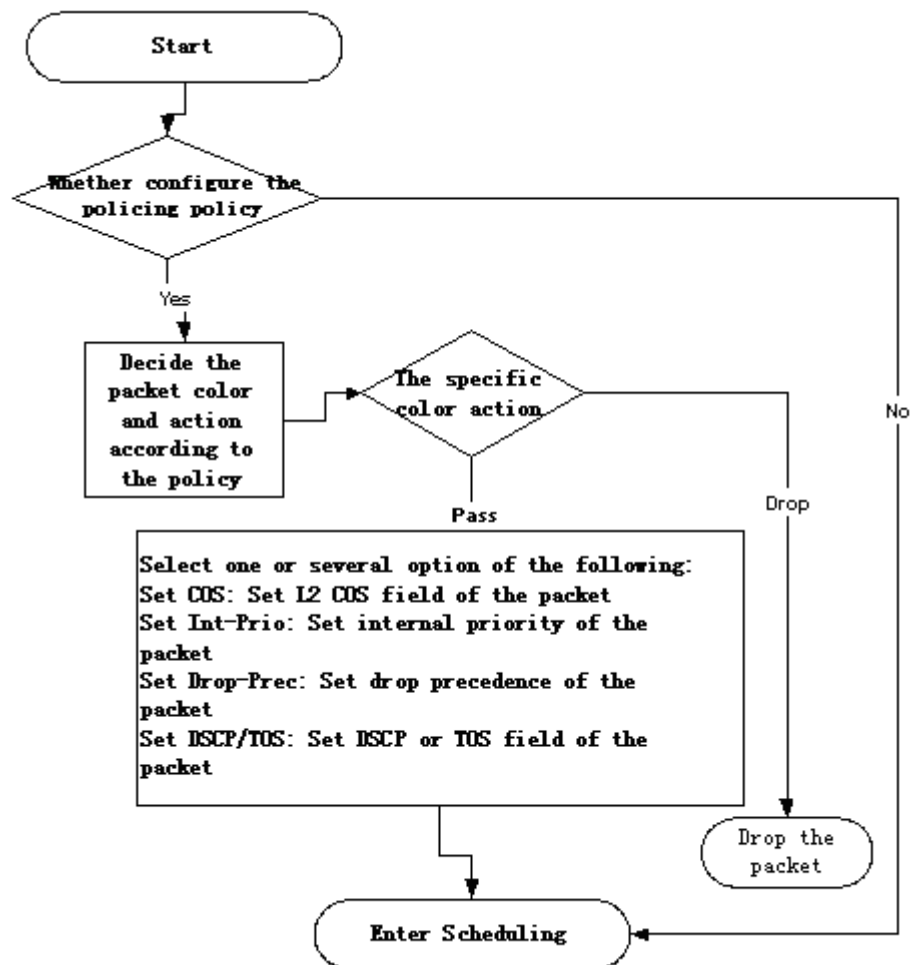 Start
Whether configure the
policing policy
Yes
No
Decide the
packet color
and action
according to
the policy
The specific
color action
Drop
Pass
Select one or several option of the following:
Set COS: Set L2 COS field of the packet
Set Int-Prio: Set internal priority of the
packet
Set Drop-Prec: Set drop precedence of the
packet
Set DSCP/TOS: Set DSCP or TOS field of the
packet
Drop the
packet
Enter Scheduling